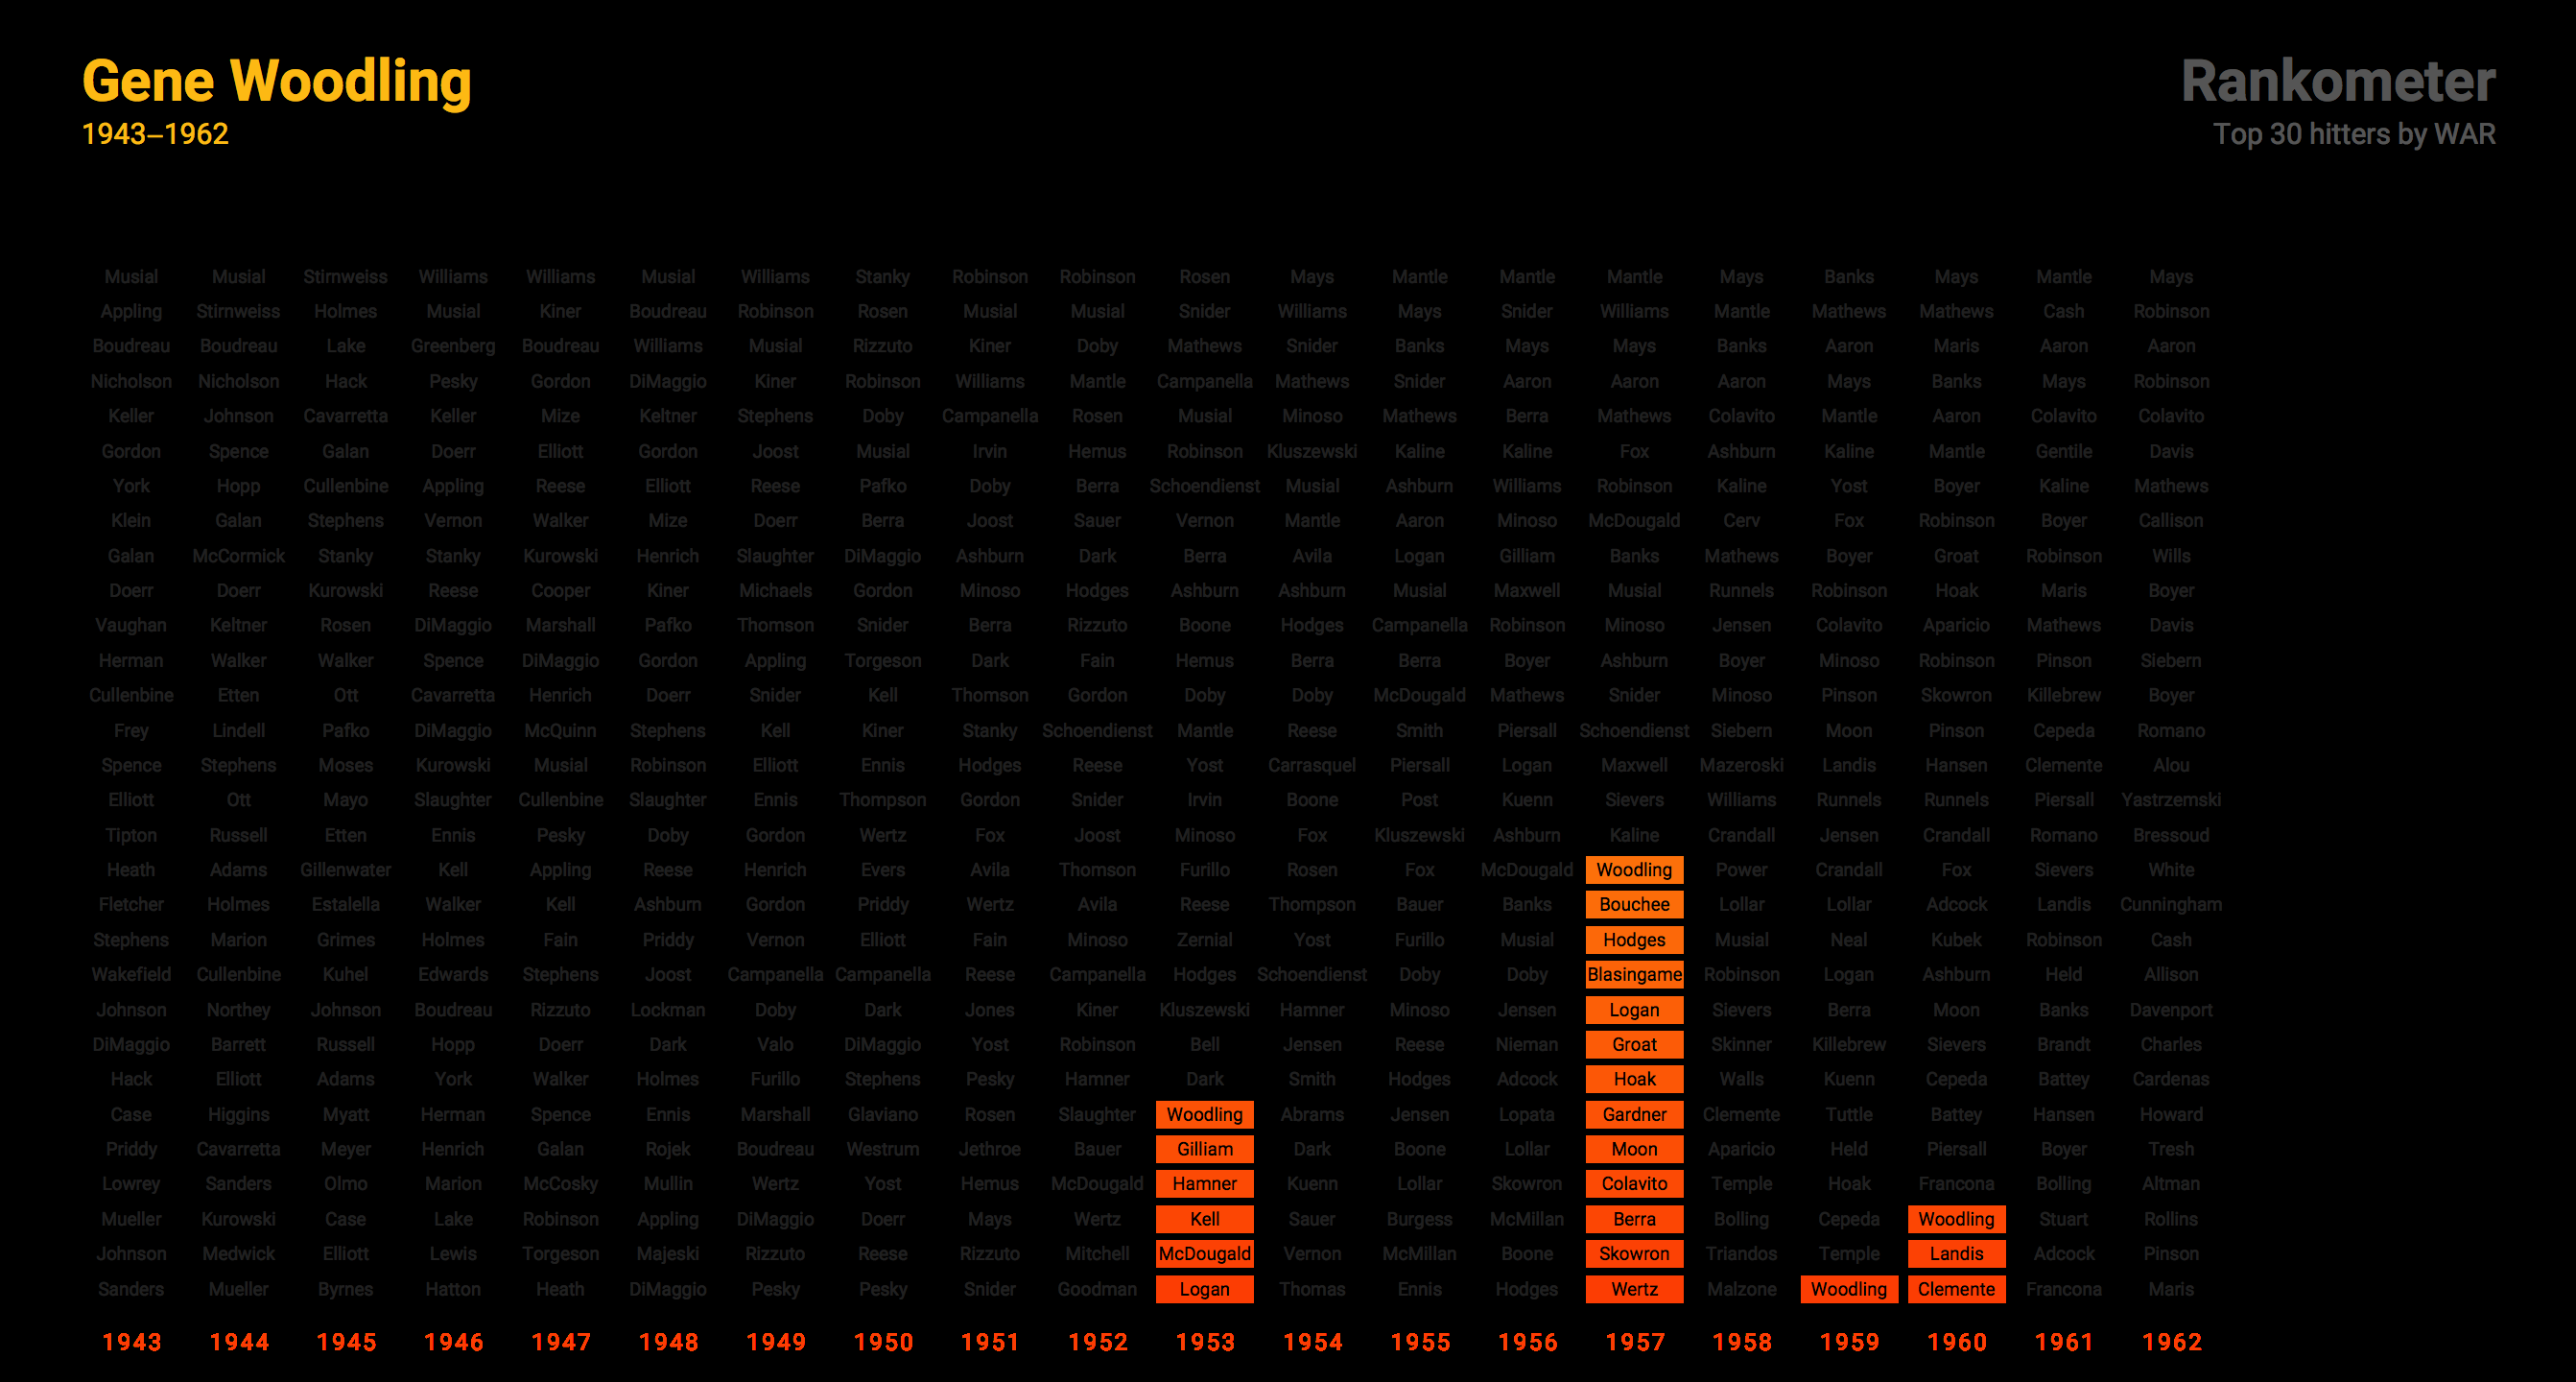 Gene Woodling
1943–1962
Rankometer
Top 30 hitters by WAR
Musial Musial Stirnweiss Williams Williams Musial Williams Stanky Robinson Robinson Rosen Mays Mantle Mantle Mantle Mays Banks Mays Mantle Mays
Appling Stirnweiss Holmes Musial Kiner Boudreau Robinson Rosen Musial Musial Snider Williams Mays Snider Williams Mantle Mathews Mathews Cash Robinson
Boudreau Boudreau Lake Greenberg Boudreau Williams Musial Rizzuto Kiner Doby Mathews Snider Banks Mays Mays Banks Aaron Maris Aaron Aaron
Nicholson Nicholson Hack Pesky Gordon DiMaggio Kiner Robinson Williams Mantle Campanella Mathews Snider Aaron Aaron Aaron Mays Banks Mays Robinson
Keller Johnson Cavarretta Keller Mize Keltner Stephens Doby Campanella Rosen Musial Minoso Mathews Berra Mathews Colavito Mantle Aaron Colavito Colavito
Gordon Spence Galan Doerr Elliott Gordon Joost Musial Irvin Hemus Robinson Kluszewski Kaline Kaline Fox Ashburn Kaline Mantle Gentile Davis
York Hopp Cullenbine Appling Reese Elliott Reese Pafko Doby Berra Schoendienst Musial Ashburn Williams Robinson Kaline Yost Boyer Kaline Mathews
Klein Galan Stephens Vernon Walker Mize Doerr Berra Joost Sauer Vernon Mantle Aaron Minoso McDougald Cerv Fox Robinson Boyer Callison
Galan McCormick Stanky Stanky Kurowski Henrich Slaughter DiMaggio Ashburn Dark Berra Avila Logan Gilliam Banks Mathews Boyer Groat Robinson Wills
Doerr Doerr Kurowski Reese Cooper Kiner Michaels Gordon Minoso Hodges Ashburn Ashburn Musial Maxwell Musial Runnels Robinson Hoak Maris Boyer
Vaughan Keltner Rosen DiMaggio Marshall Pafko Thomson Snider Berra Rizzuto Boone Hodges Campanella Robinson Minoso Jensen Colavito Aparicio Mathews Davis
Herman Walker Walker Spence DiMaggio Gordon Appling Torgeson Dark Fain Hemus Berra Berra Boyer Ashburn Boyer Minoso Robinson Pinson Siebern
Cullenbine Etten Ott Cavarretta Henrich Doerr Snider Kell Thomson Gordon Doby Doby McDougald Mathews Snider Minoso Pinson Skowron Killebrew Boyer
Frey Lindell Pafko DiMaggio McQuinn Stephens Kell Kiner Stanky Schoendienst Mantle Reese Smith Piersall Schoendienst Siebern Moon Pinson Cepeda Romano
Spence Stephens Moses Kurowski Musial Robinson Elliott Ennis Hodges Reese Yost Carrasquel Piersall Logan Maxwell Mazeroski Landis Hansen Clemente Alou
Elliott Ott Mayo Slaughter Cullenbine Slaughter Ennis Thompson Gordon Snider Irvin Boone Post Kuenn Sievers Williams Runnels Runnels Piersall Yastrzemski
Tipton Russell Etten Ennis Pesky Doby Gordon Wertz Fox Joost Minoso Fox Kluszewski Ashburn Kaline Crandall Jensen Crandall Romano Bressoud
Heath Adams Gillenwater Kell Appling Reese Henrich Evers Avila Thomson Furillo Rosen Fox McDougald Woodling Power Crandall Fox Sievers White
Fletcher Holmes Estalella Walker Kell Ashburn Gordon Priddy Wertz Avila Reese Thompson Bauer Banks Bouchee Lollar Lollar Adcock Landis Cunningham
Stephens Marion Grimes Holmes Fain Priddy Vernon Elliott Fain Minoso Zernial Yost Furillo Musial Hodges Musial Neal Kubek Robinson Cash
Wakefield Cullenbine Kuhel Edwards Stephens Joost Campanella Campanella Reese Campanella Hodges Schoendienst Doby Doby Blasingame Robinson Logan Ashburn Held Allison
Johnson Northey Johnson Boudreau Rizzuto Lockman Doby Dark Jones Kiner Kluszewski Hamner Minoso Jensen Logan Sievers Berra Moon Banks Davenport
DiMaggio Barrett Russell Hopp Doerr Dark Valo DiMaggio Yost Robinson Bell Jensen Reese Nieman Groat Skinner Killebrew Sievers Brandt Charles
Hack Elliott Adams York Walker Holmes Furillo Stephens Pesky Hamner Dark Smith Hodges Adcock Hoak Walls Kuenn Cepeda Battey Cardenas
Case Higgins Myatt Herman Spence Ennis Marshall Glaviano Rosen Slaughter Woodling Abrams Jensen Lopata Gardner Clemente Tuttle Battey Hansen Howard
Priddy Cavarretta Meyer Henrich Galan Rojek Boudreau Westrum Jethroe Bauer Gilliam Dark Boone Lollar Moon Aparicio Held Piersall Boyer Tresh
Lowrey Sanders Olmo Marion McCosky Mullin Wertz Yost Hemus McDougald Hamner Kuenn Lollar Skowron Colavito Temple Hoak Francona Bolling Altman
Mueller Kurowski Case Lake Robinson Appling DiMaggio Doerr Mays Wertz Kell Sauer Burgess McMillan Berra Bolling Cepeda Woodling Stuart Rollins
Johnson Medwick Elliott Lewis Torgeson Majeski Rizzuto Reese Rizzuto Mitchell McDougald Vernon McMillan Boone Skowron Triandos Temple Landis Adcock Pinson
Sanders Mueller Byrnes Hatton Heath DiMaggio Pesky Pesky Snider Goodman Logan Thomas Ennis Hodges Wertz Malzone Woodling Clemente Francona Maris
1943 1944 1945 1946 1947 1948 1949 1950 1951 1952 1953 1954 1955 1956 1957 1958 1959 1960 1961 1962